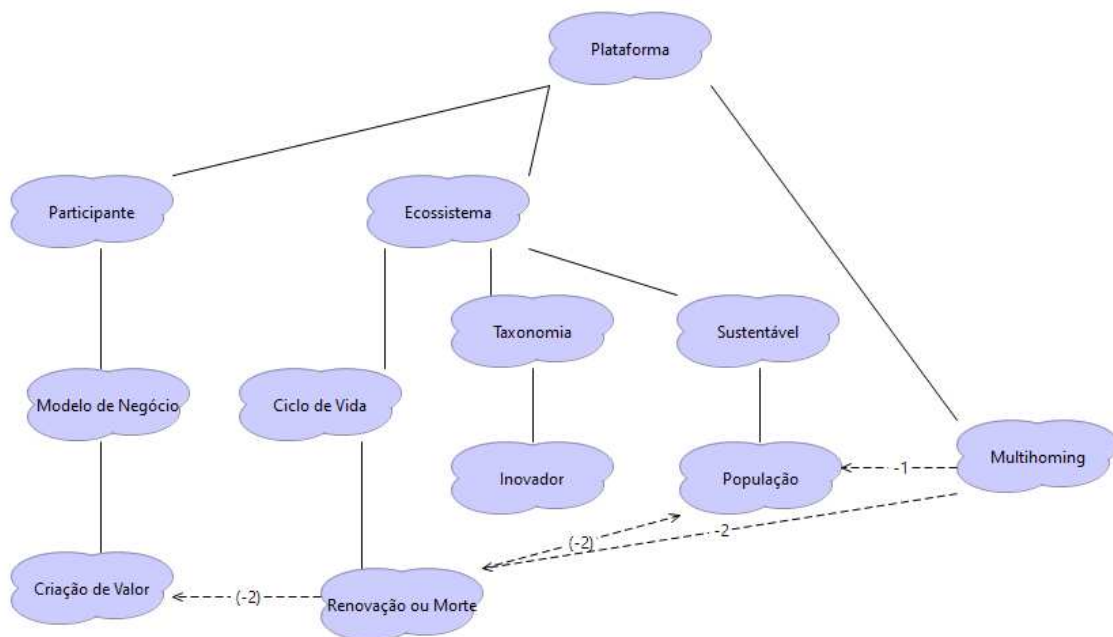 Plataforma
Participante
Ecossistema
Taxonomia
Sustentável
Modelo de Negócio
Ciclo de Vida
Inovador
População
-1
Multihoming
(-2)
-2
Criação de Valor
(-2)
Renovação ou Morte